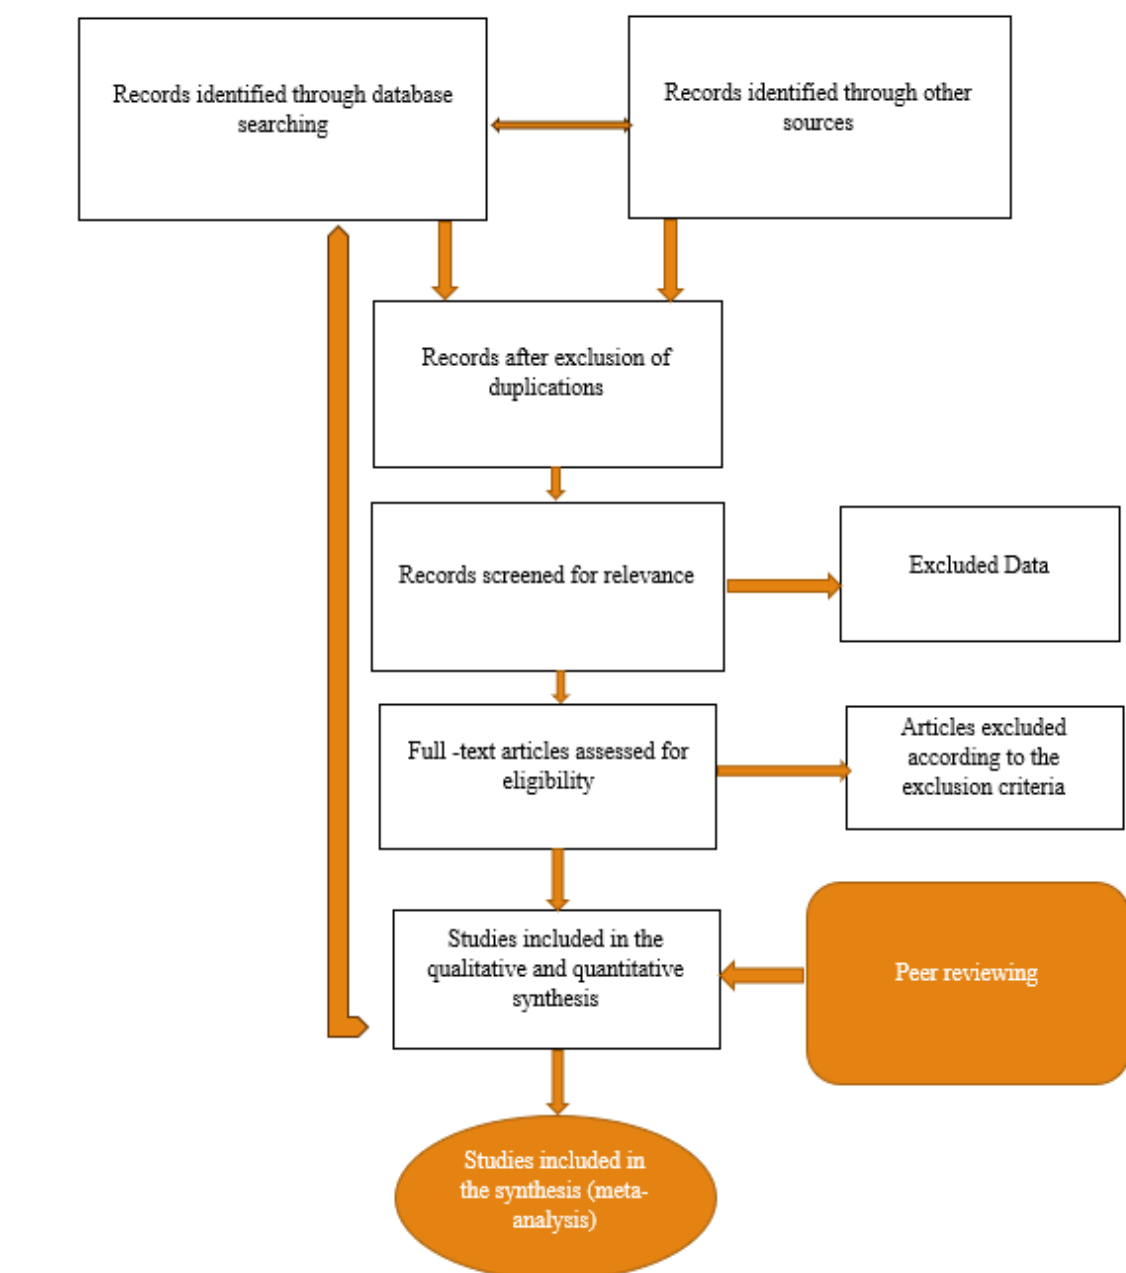 Records identified through database
searching
Records identified through other
sources
Records after exclusion of
duplications
Records screened for relevance
Excluded Data
Full -text articles assessed for
eligibility
Articles excluded
according to the
exclusion criteria
Studies included in the
qualitative and quantitative
synthesis
Peer reviewing
Studies included in
the synthesis (meta-
analysis)